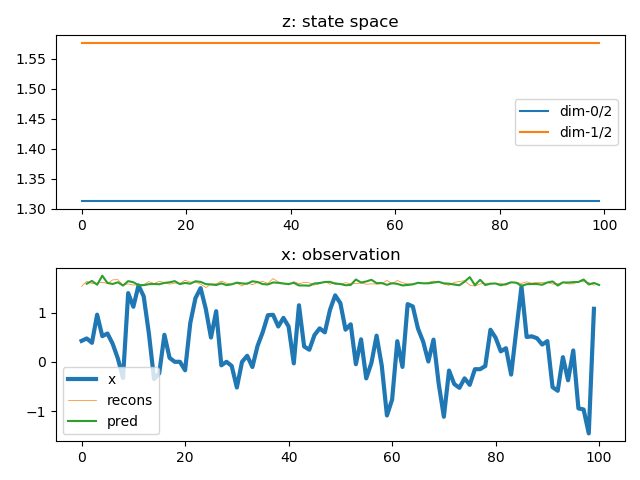 z: state space
1.55
1.50
1.45
1.40
1.35
1.30
dim-0/2
dim-1/2
0 20 40 60 80 100
x: observation
1
0
−1
x
recons
pred
0 20 40 60 80 100